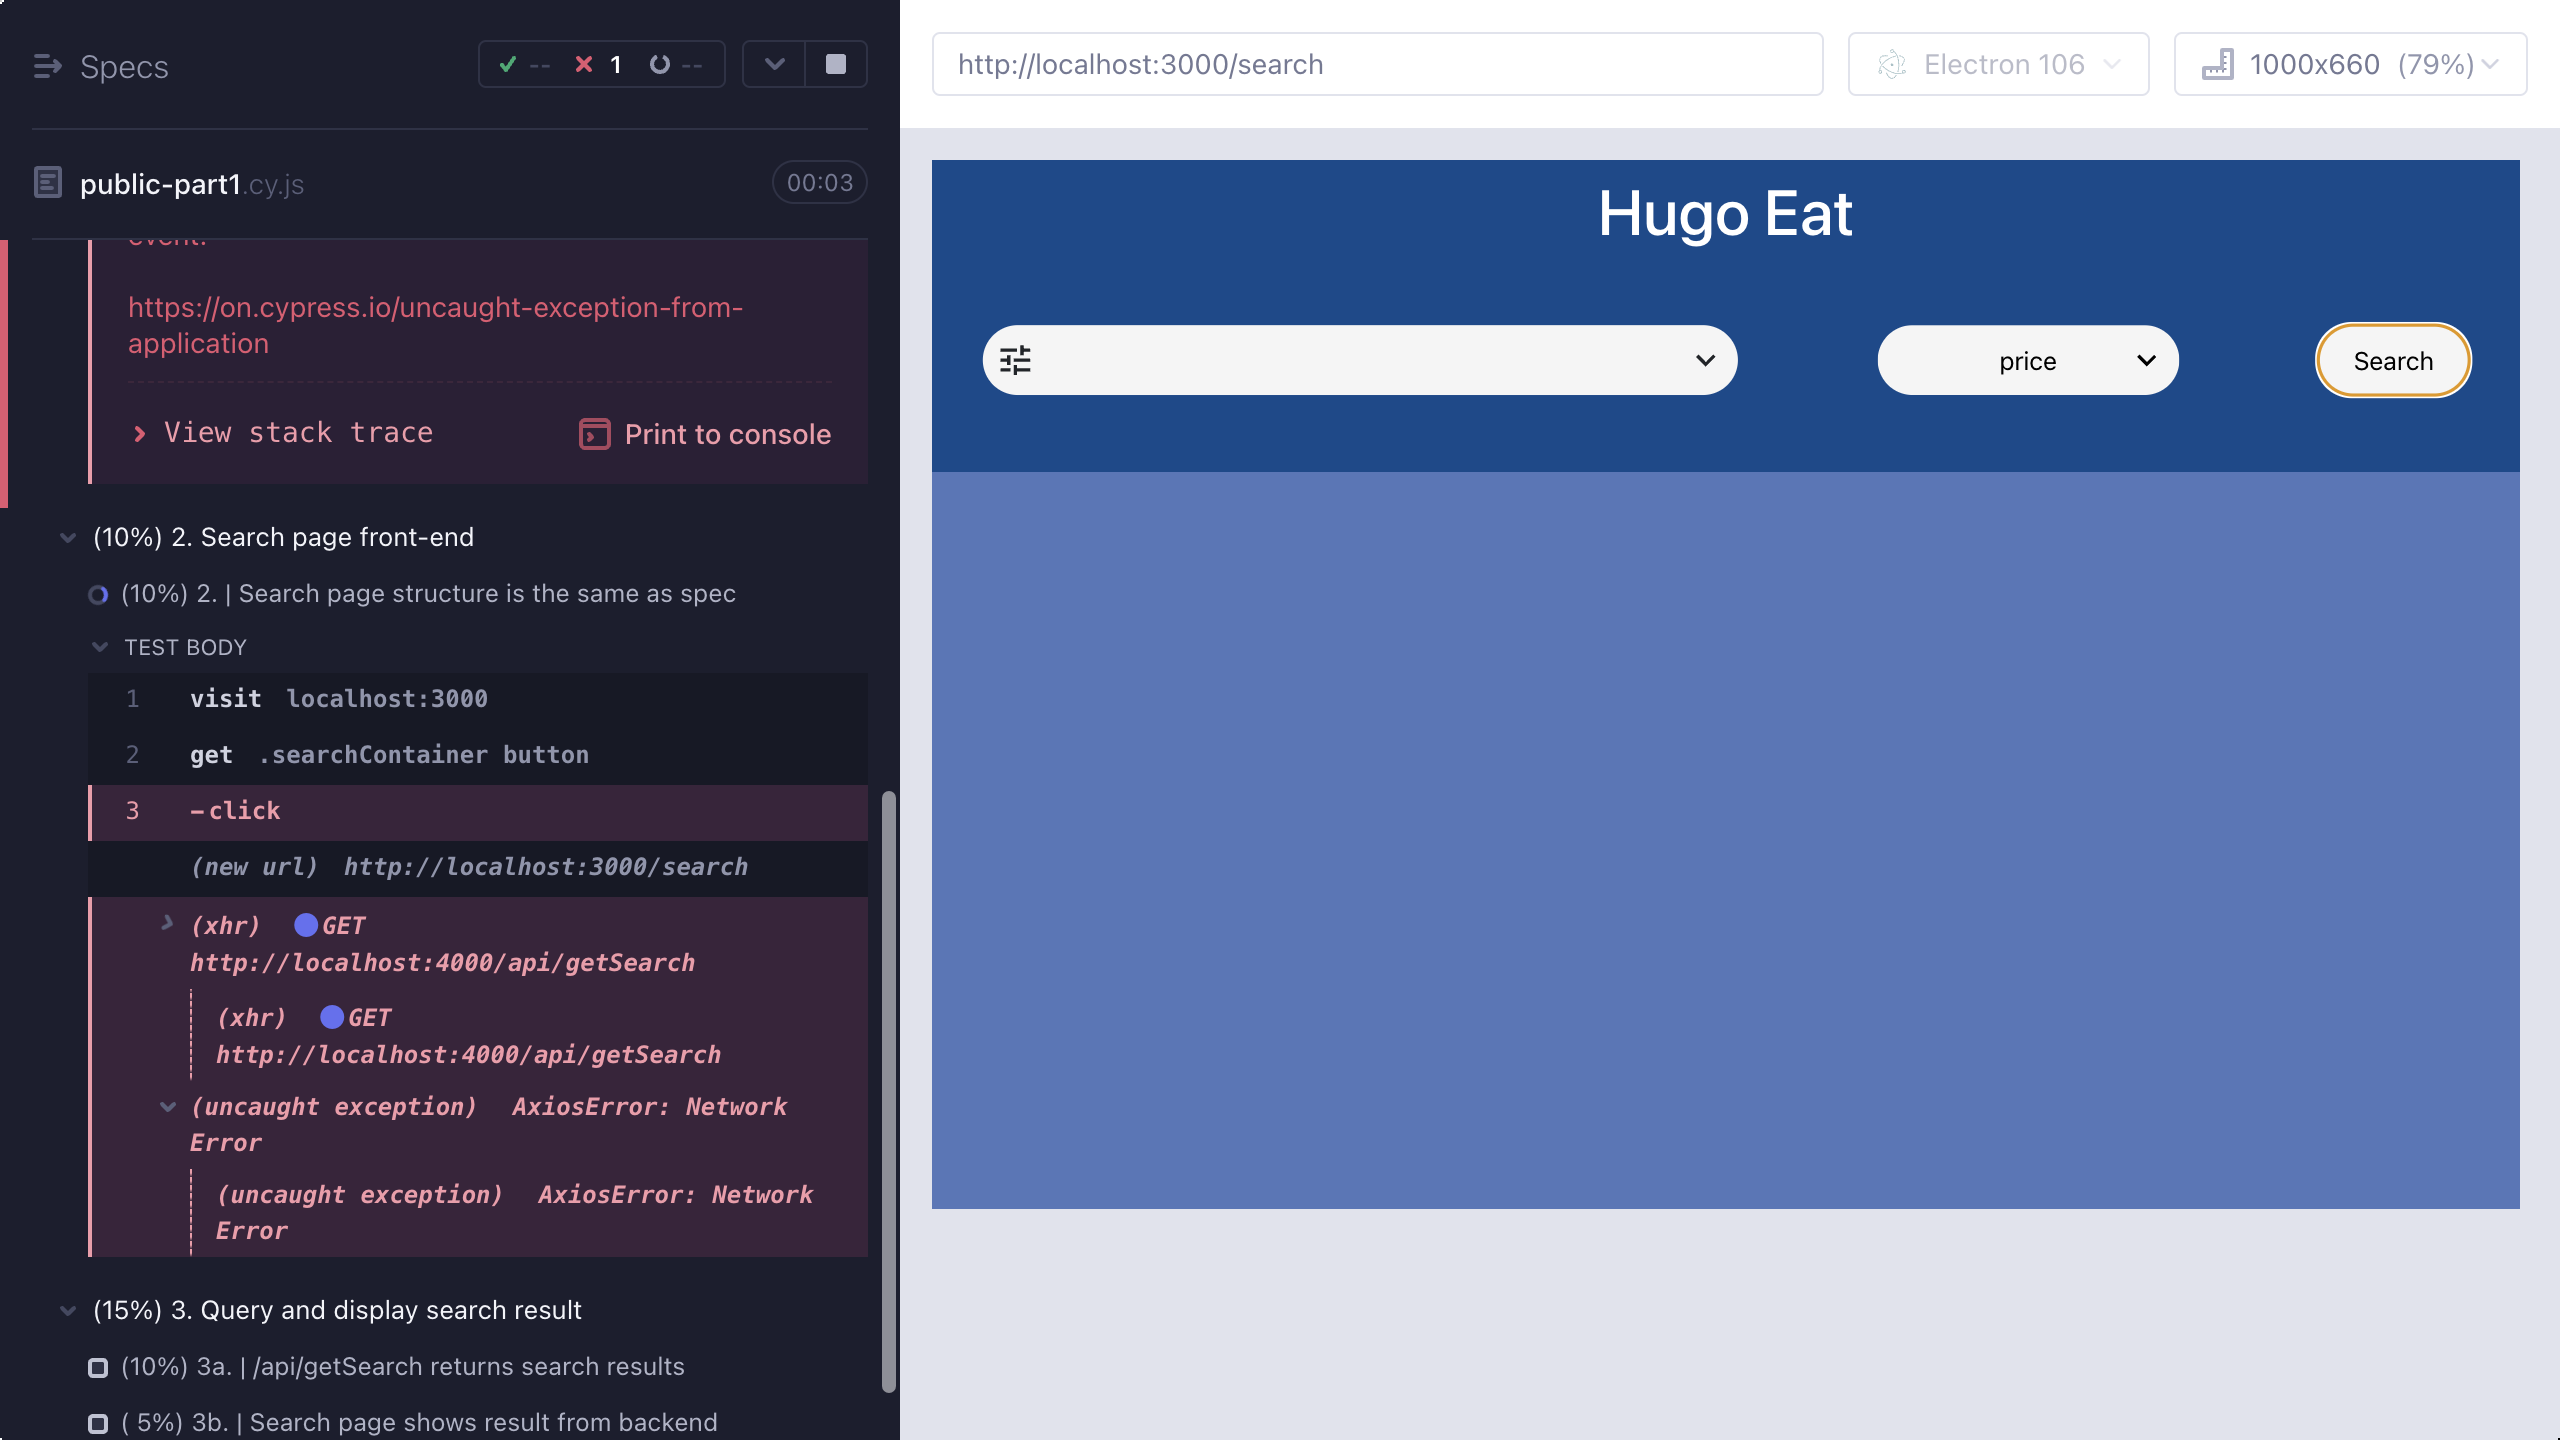 Specs
-- 1 --
public-part1.cy.js
00:03
event.
https://on.cypress.io/uncaught-exception-from-
application
View stack trace
Print to console
(10%) 2. Search page front-end
(10%) 2. | Search page structure is the same as spec
TEST BODY
1 visit localhost:3000
2 get .searchContainer button
3 -click
(new url) http://localhost:3000/search
(xhr) GET
http://localhost:4000/api/getSearch
(xhr) GET
http://localhost:4000/api/getSearch
(uncaught exception) AxiosError: Network
Error
(uncaught exception) AxiosError: Network
Error
(15%) 3. Query and display search result
(10%) 3a. | /api/getSearch returns search results
( 5%) 3b. | Search page shows result from backend
http://localhost:3000/search
Electron 106
1000x660 (79%)
Hugo Eat
price
Search